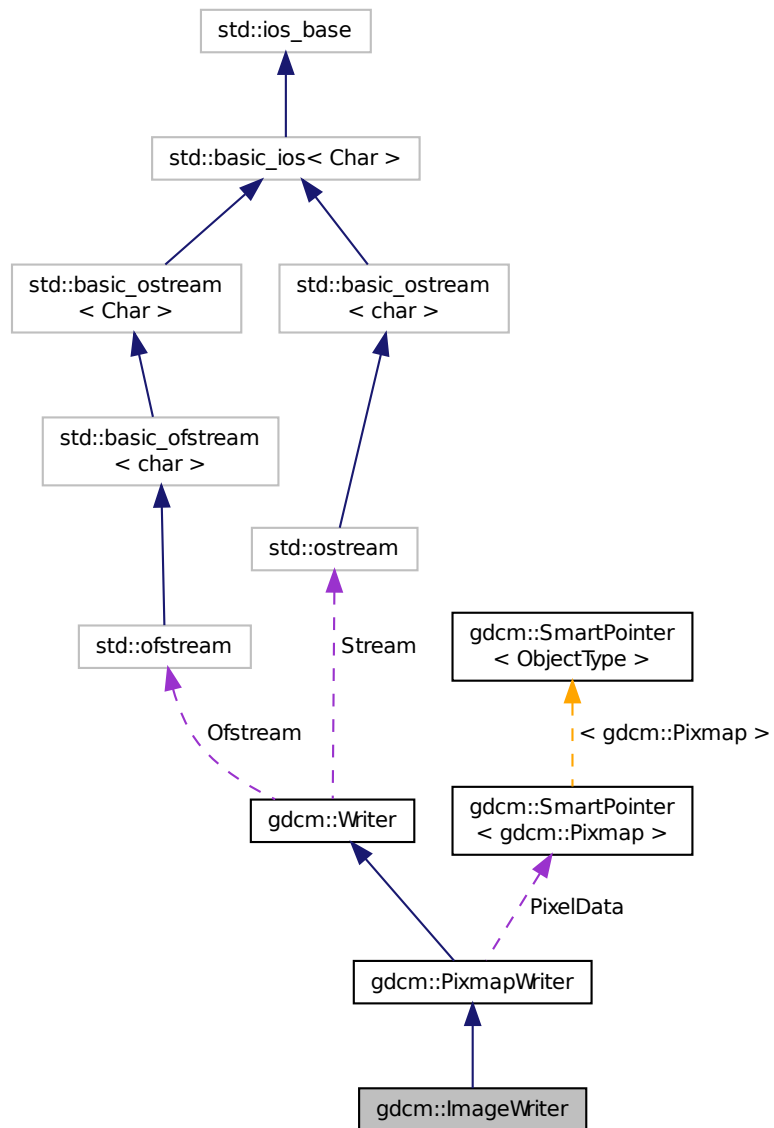 std::ios_base
std::basic_ios< Char >
std::basic_ostream
< Char >
std::basic_ostream
< char >
std::basic_ofstream
< char >
std::ostream
std::ofstream
Stream
gdcm::SmartPointer
< ObjectType >
Ofstream
< gdcm::Pixmap >
gdcm::Writer
gdcm::SmartPointer
< gdcm::Pixmap >
PixelData
gdcm::PixmapWriter
gdcm::ImageWriter